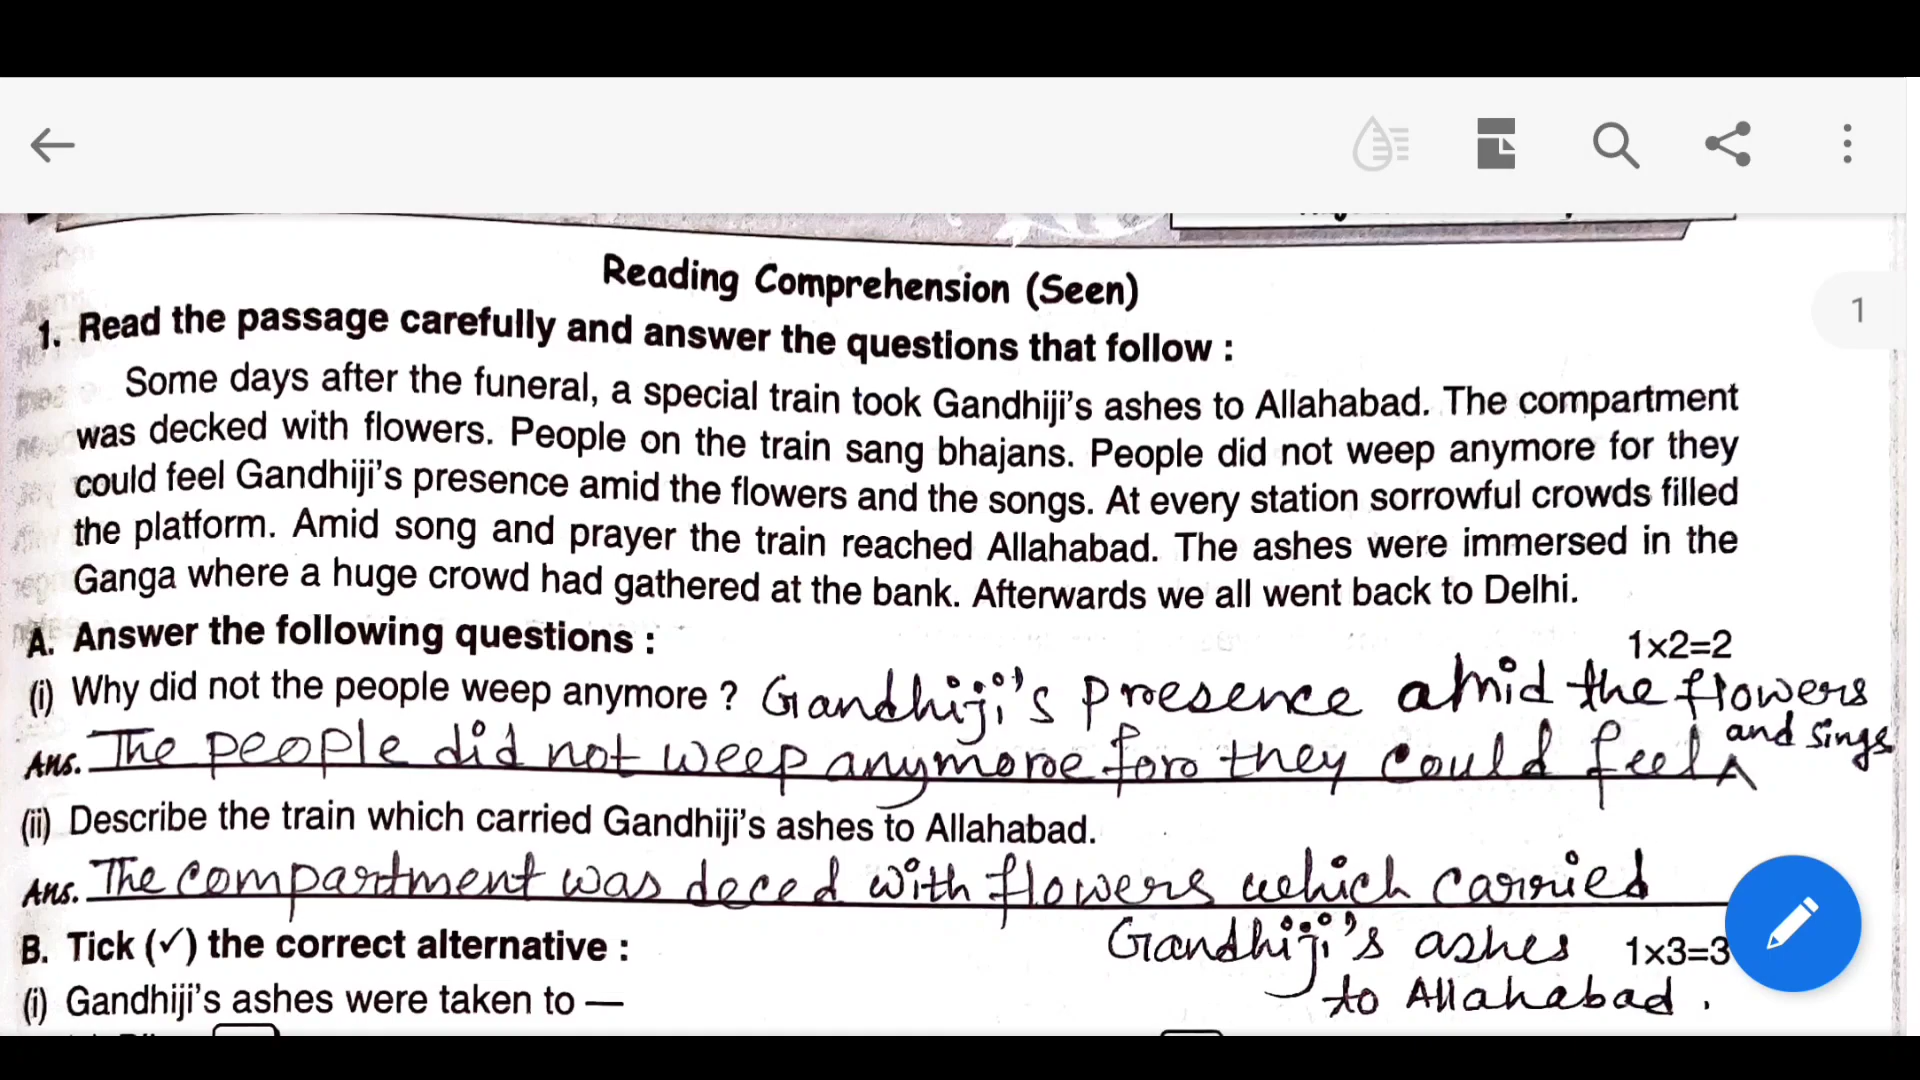 1
Reading Comprehension (Seen)
1. Read the passage carefully and answer the questions that follow :
Some days after the funeral, a special train took Gandhiji's ashes to Allahabad. The compartment
was decked with flowers. People on the train sang bhajans. People did not weep anymore for they
could feel Gandhiji's presence amid the flowers and the songs. At every station sorrowful crowds filled
the platform. Amid song and prayer the train reached Allahabad. The ashes were immersed in the
Ganga where a huge crowd had gathered at the bank. Afterwards we all went back to Delhi.
A. Answer the following questions :
1×2=2
(i) Why did not the people weep anymore ? Gandhiji's presence amid the flowers
and sings
Ans. The people did not weep anymore for they could feel
(ii) Describe the train which carried Gandhiji's ashes to Allahabad.
Ans. The compartment was deced with flowers which carried
Gandhiji's ashes
to Allahabad.
B. Tick (✓) the correct alternative :
1×3=3
(i) Gandhiji's ashes were taken to —